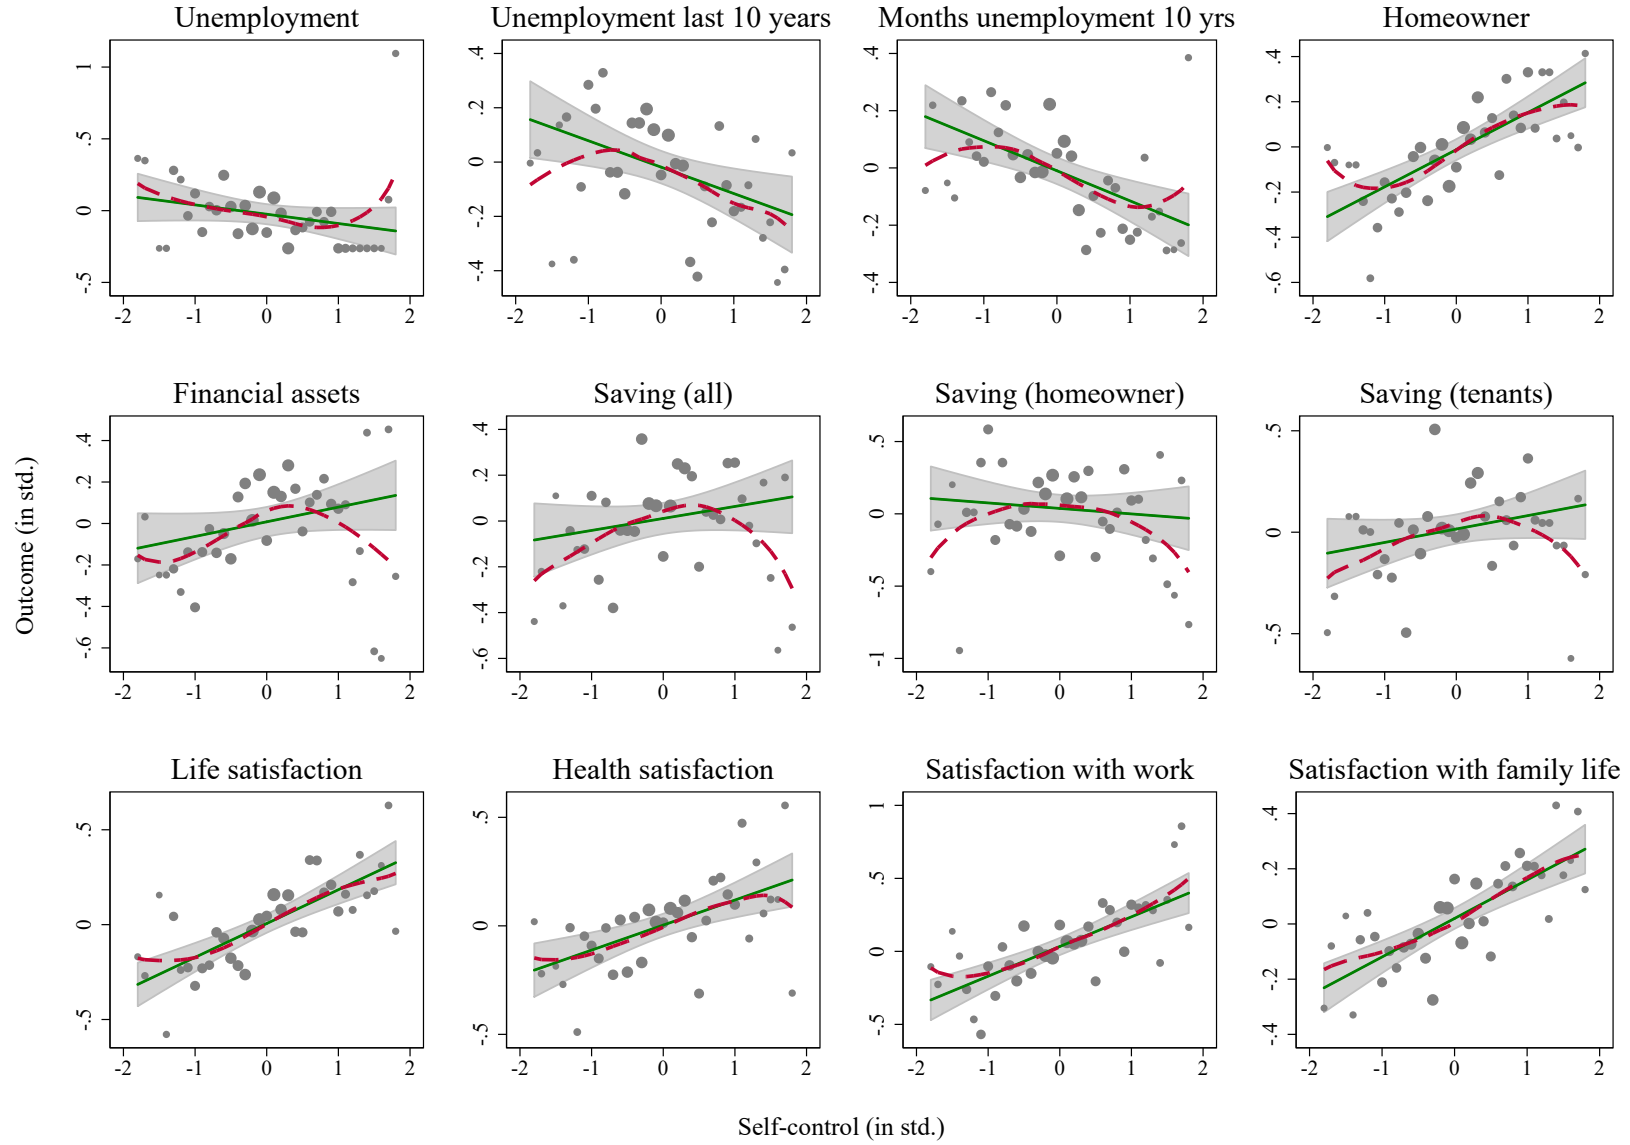 Unemployment
1
.5
0
-.5
-2 -1 0 1 2
Unemployment last 10 years
.4
.2
0
-.2
-.4
-2 -1 0 1 2
Months unemployment 10 yrs
.4
.2
0
-.2
-.4
-2 -1 0 1 2
Homeowner
.4
.2
0
-.2
-.4
-.6
-2 -1 0 1 2
Outcome (in std.)
Financial assets
.4
.2
0
-.2
-.4
-.6
-2 -1 0 1 2
Saving (all)
.4
.2
0
-.2
-.4
-.6
-2 -1 0 1 2
Saving (homeowner)
.5
0
-.5
-1
-2 -1 0 1 2
Saving (tenants)
.5
0
-.5
-2 -1 0 1 2
Life satisfaction
.5
0
-.5
-2 -1 0 1 2
Health satisfaction
.5
0
-.5
-2 -1 0 1 2
Satisfaction with work
1
.5
0
-.5
-2 -1 0 1 2
Satisfaction with family life
.4
.2
0
-.2
-.4
-2 -1 0 1 2
Self-control (in std.)